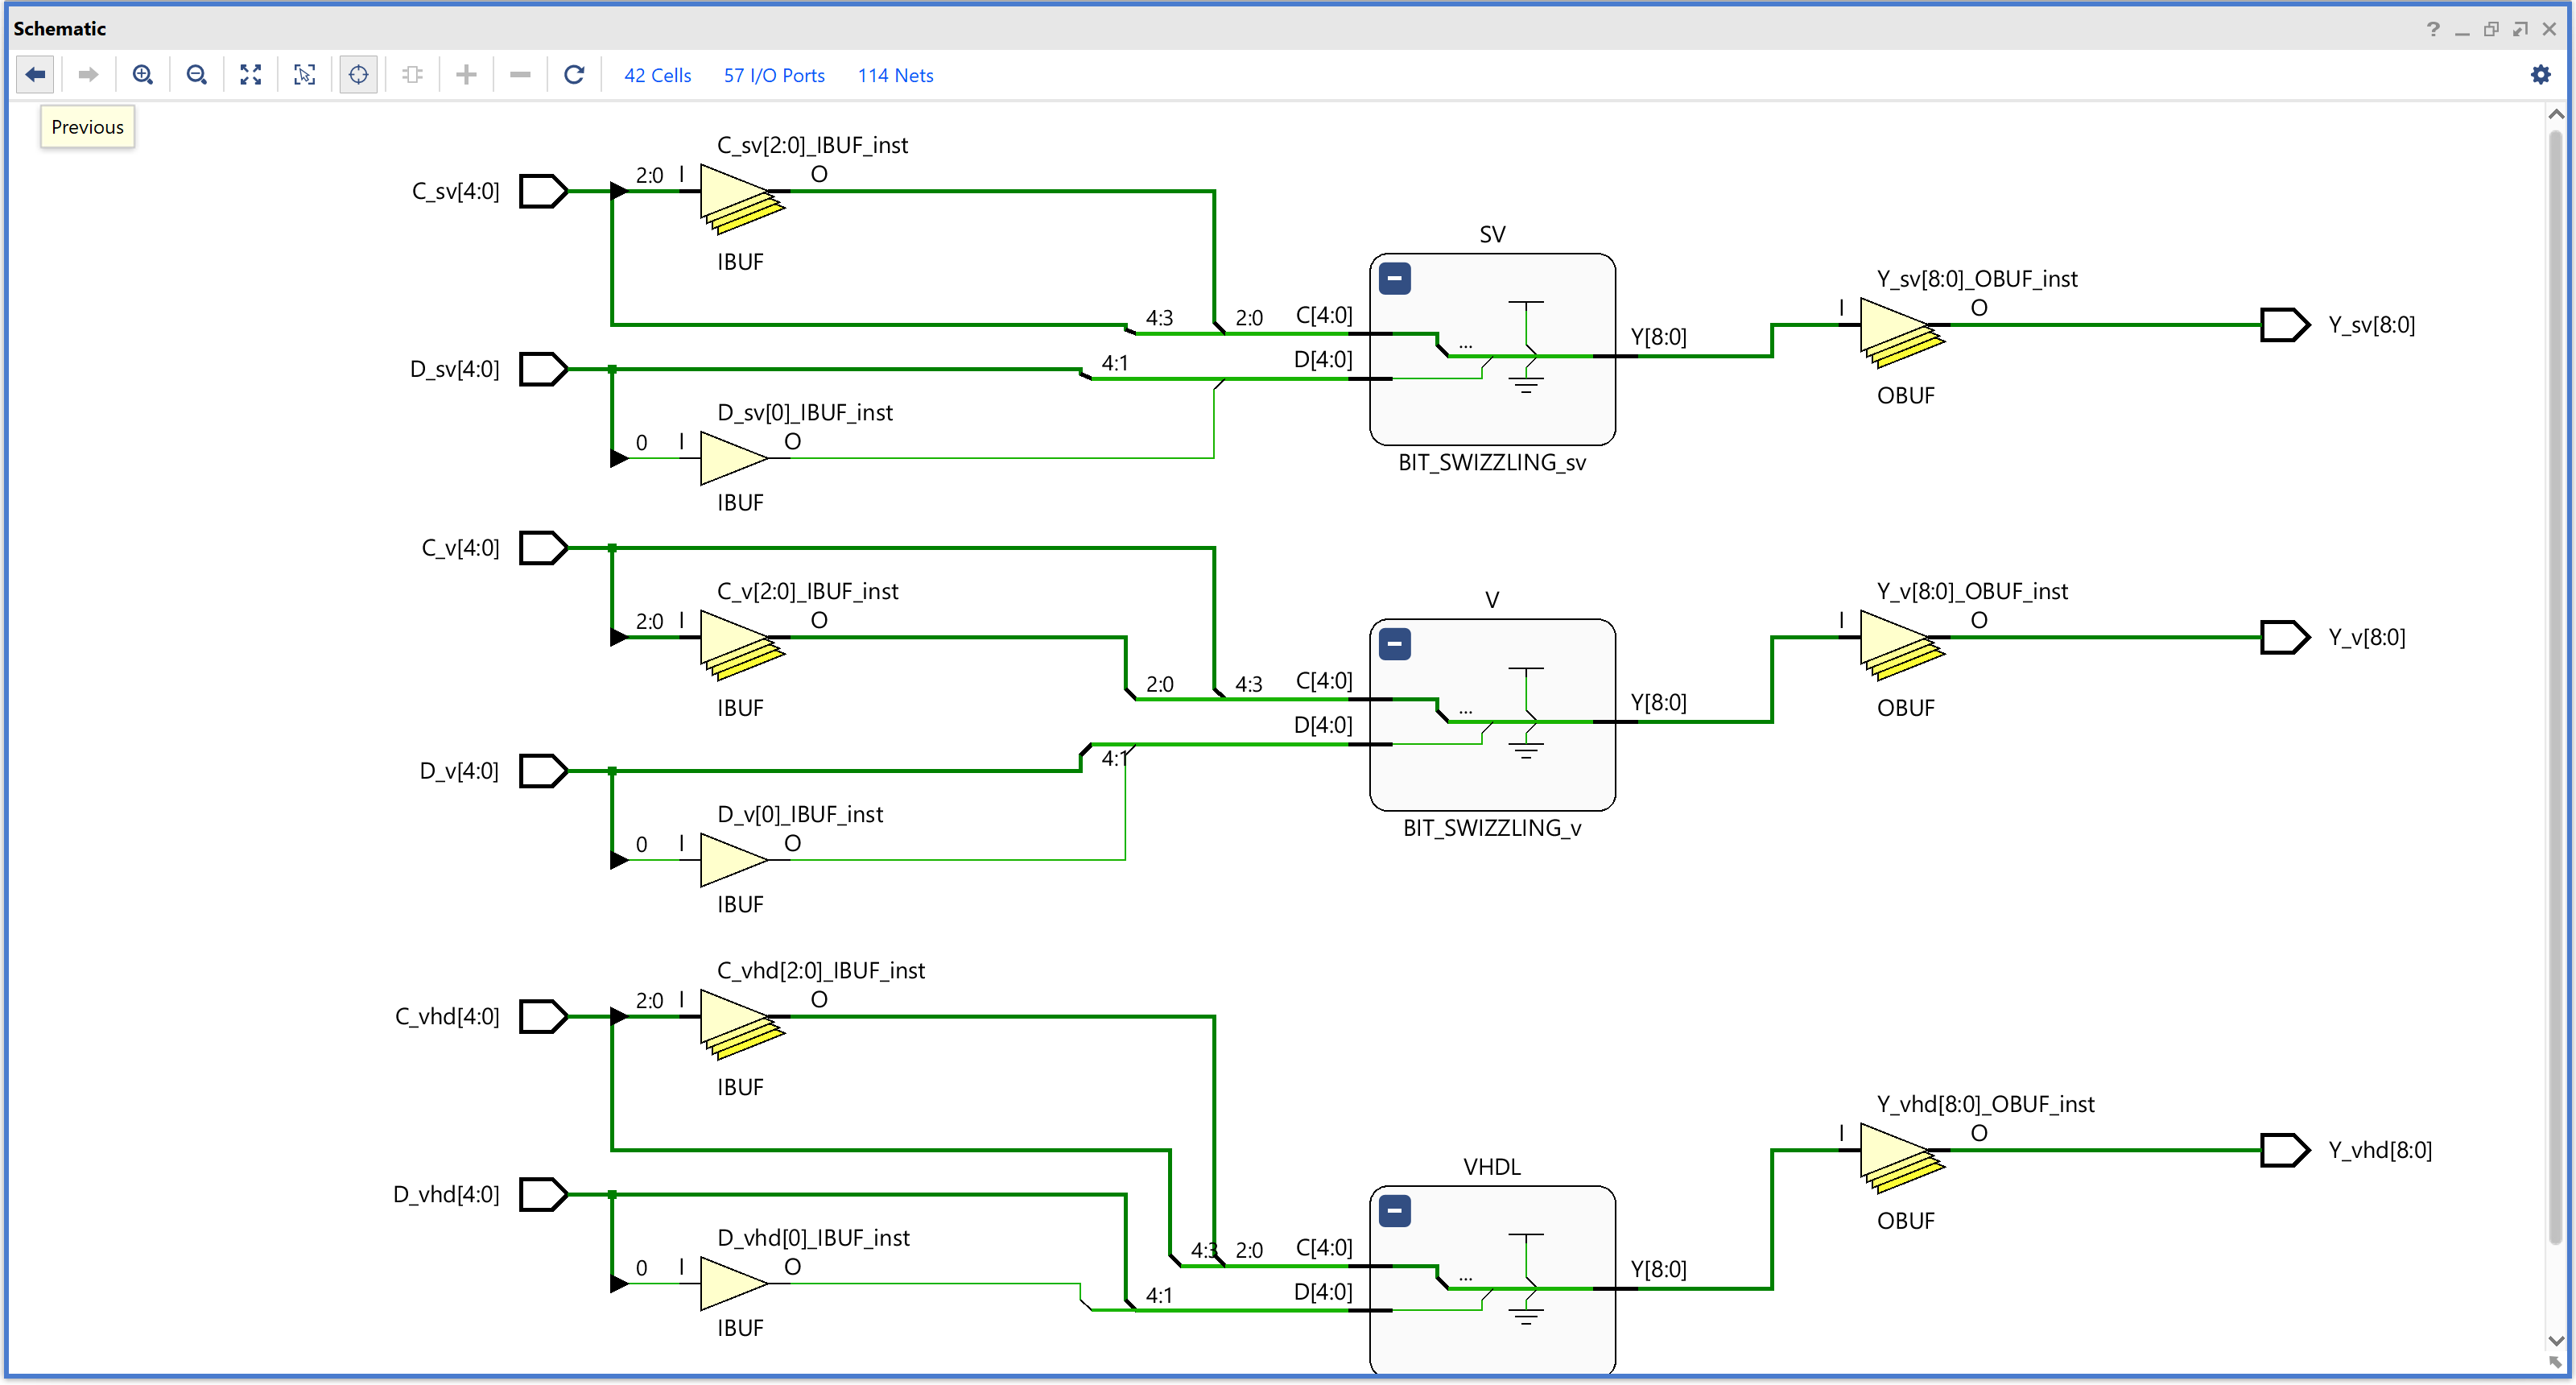 Schematic
42 Cells 57 I/O Ports 114 Nets
Previous
C_sv[2:0]_IBUF_inst
C_sv[4:0] 2:0 I O
IBUF
SV
Y_sv[8:0]_OBUF_inst
4:3 2:0 C[4:0] ... Y[8:0] I O Y_sv[8:0]
D_sv[4:0] 4:1 D[4:0]
OBUF
D_sv[0]_IBUF_inst
0 I O
BIT_SWIZZLING_sv
IBUF
C_v[4:0]
C_v[2:0]_IBUF_inst V Y_v[8:0]_OBUF_inst
2:0 I O I O Y_v[8:0]
2:0 4:3 C[4:0] ... Y[8:0]
IBUF OBUF
D[4:0]
D_v[4:0] 4:1
D_v[0]_IBUF_inst BIT_SWIZZLING_v
0 I O
IBUF
C_vhd[2:0]_IBUF_inst
C_vhd[4:0] 2:0 I O
IBUF
Y_vhd[8:0]_OBUF_inst
I O Y_vhd[8:0]
VHDL
D_vhd[4:0]
OBUF
D_vhd[0]_IBUF_inst
4:3 2:0 C[4:0] ... Y[8:0]
0 I O
4:1 D[4:0]
IBUF